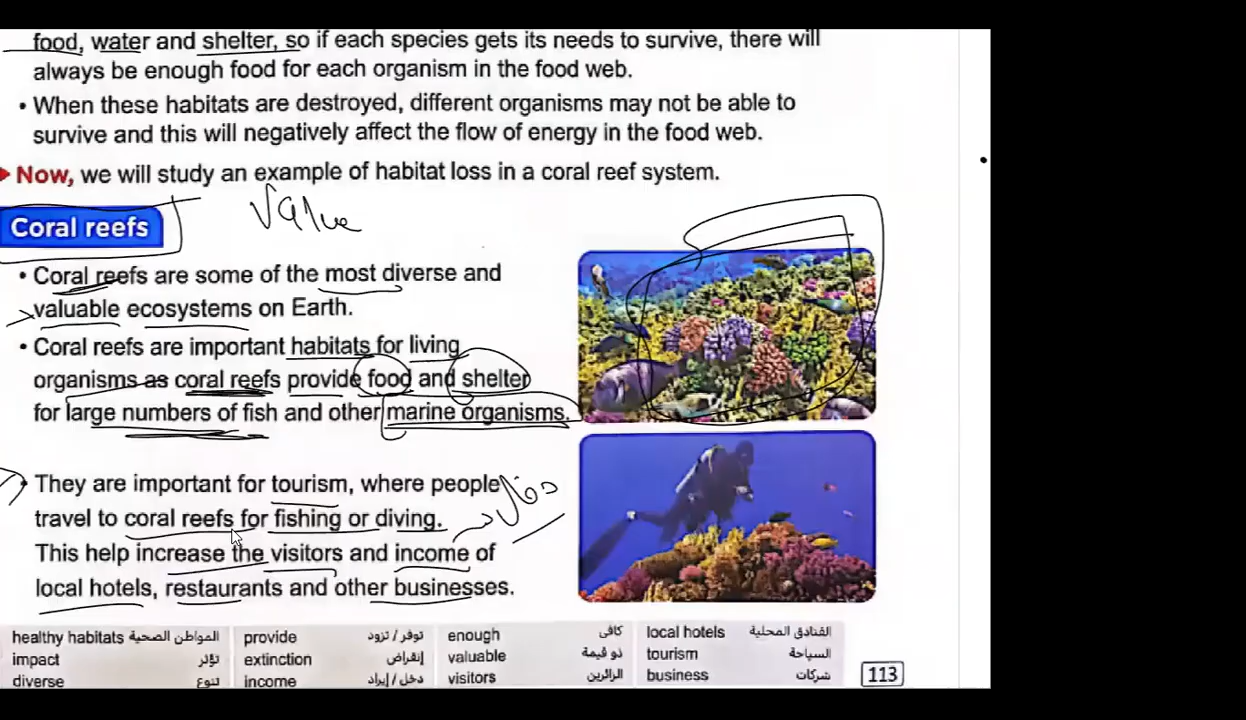 food, water and shelter, so if each species gets its needs to survive, there will
always be enough food for each organism in the food web.
• When these habitats are destroyed, different organisms may not be able to
survive and this will negatively affect the flow of energy in the food web.
Now, we will study an example of habitat loss in a coral reef system.
Value
Coral reefs
• Coral reefs are some of the most diverse and
valuable ecosystems on Earth.
• Coral reefs are important habitats for living
organisms as coral reefs provide food and shelter
for large numbers of fish and other marine organisms.
• They are important for tourism, where people
travel to coral reefs for fishing or diving.
This help increase the visitors and income of
local hotels, restaurants and other businesses.
healthy habitats المواطن الصحية provide توفر / تزود enough كافى local hotels الفنادق المحلية
impact تؤثر extinction إنقراض valuable ذو قيمة tourism السياحة
diverse تنوع income دخل / إيراد visitors الزائرين business شركات
113